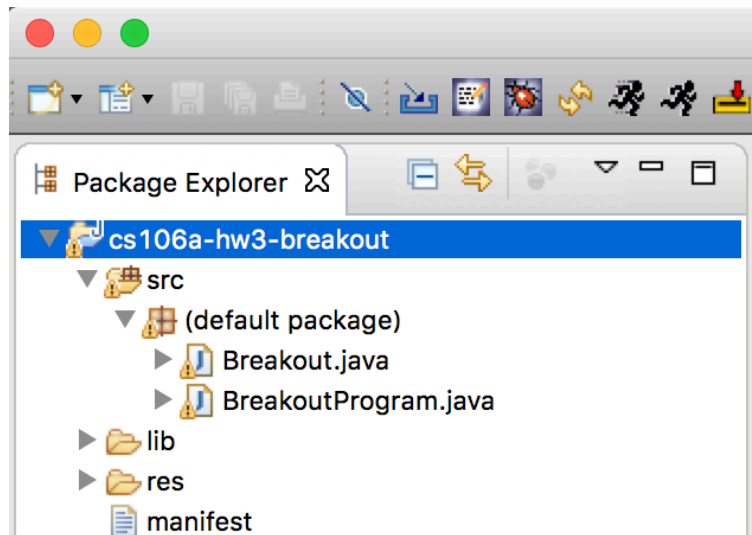 Package Explorer
cs106a-hw3-breakout
src
(default package)
Breakout.java
BreakoutProgram.java
lib
res
manifest